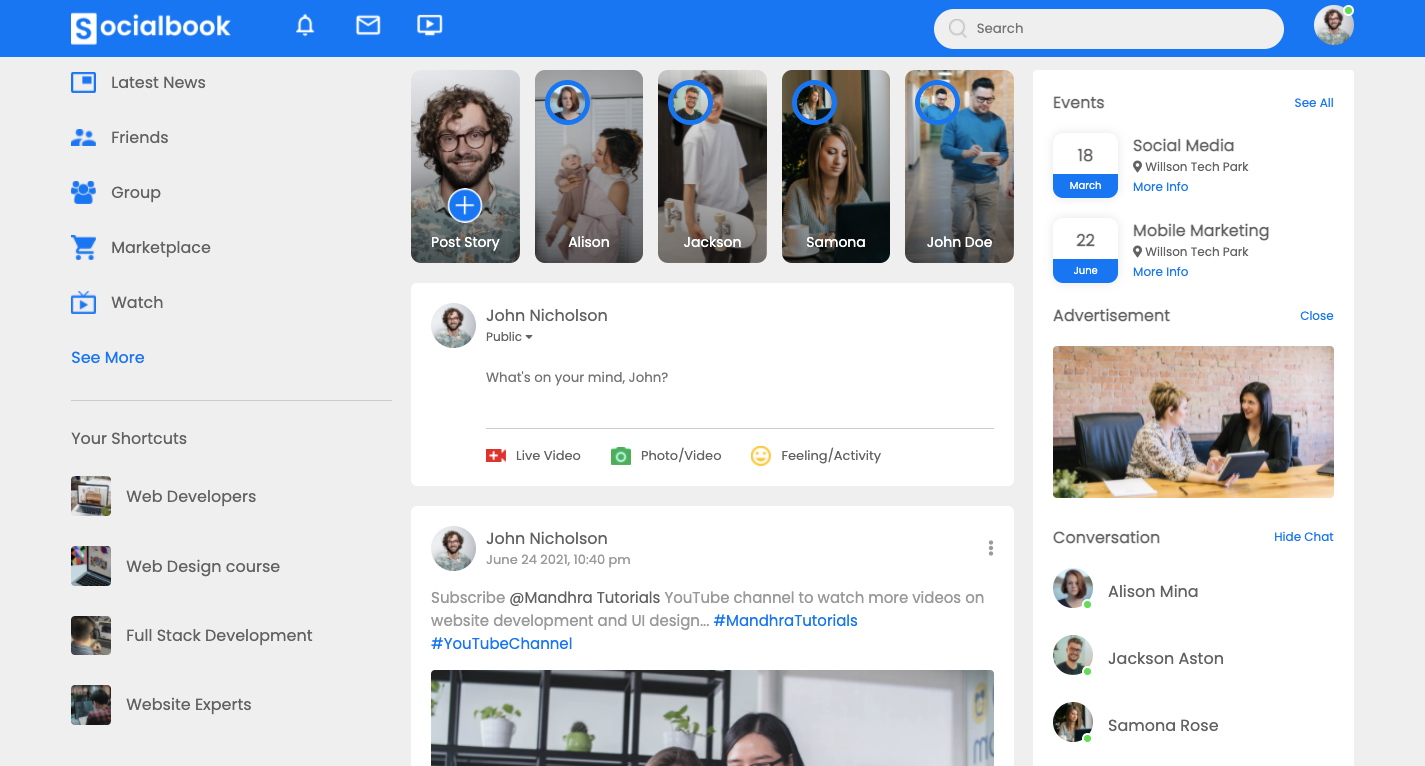 Socialbook
Search
Latest News
Friends
Group
Marketplace
Watch
See More
Your Shortcuts
Web Developers
Web Design course
Full Stack Development
Website Experts
Post Story
Alison
Jackson
Samona
John Doe
John Nicholson
Public
What's on your mind, John?
Live Video
Photo/Video
Feeling/Activity
John Nicholson
June 24 2021, 10:40 pm
Subscribe @Mandhra Tutorials YouTube channel to watch more videos on
website development and UI design... #MandhraTutorials
#YouTubeChannel
Events
See All
18
March
Social Media
Willson Tech Park
More Info
22
June
Mobile Marketing
Willson Tech Park
More Info
Advertisement
Close
Conversation
Hide Chat
Alison Mina
Jackson Aston
Samona Rose